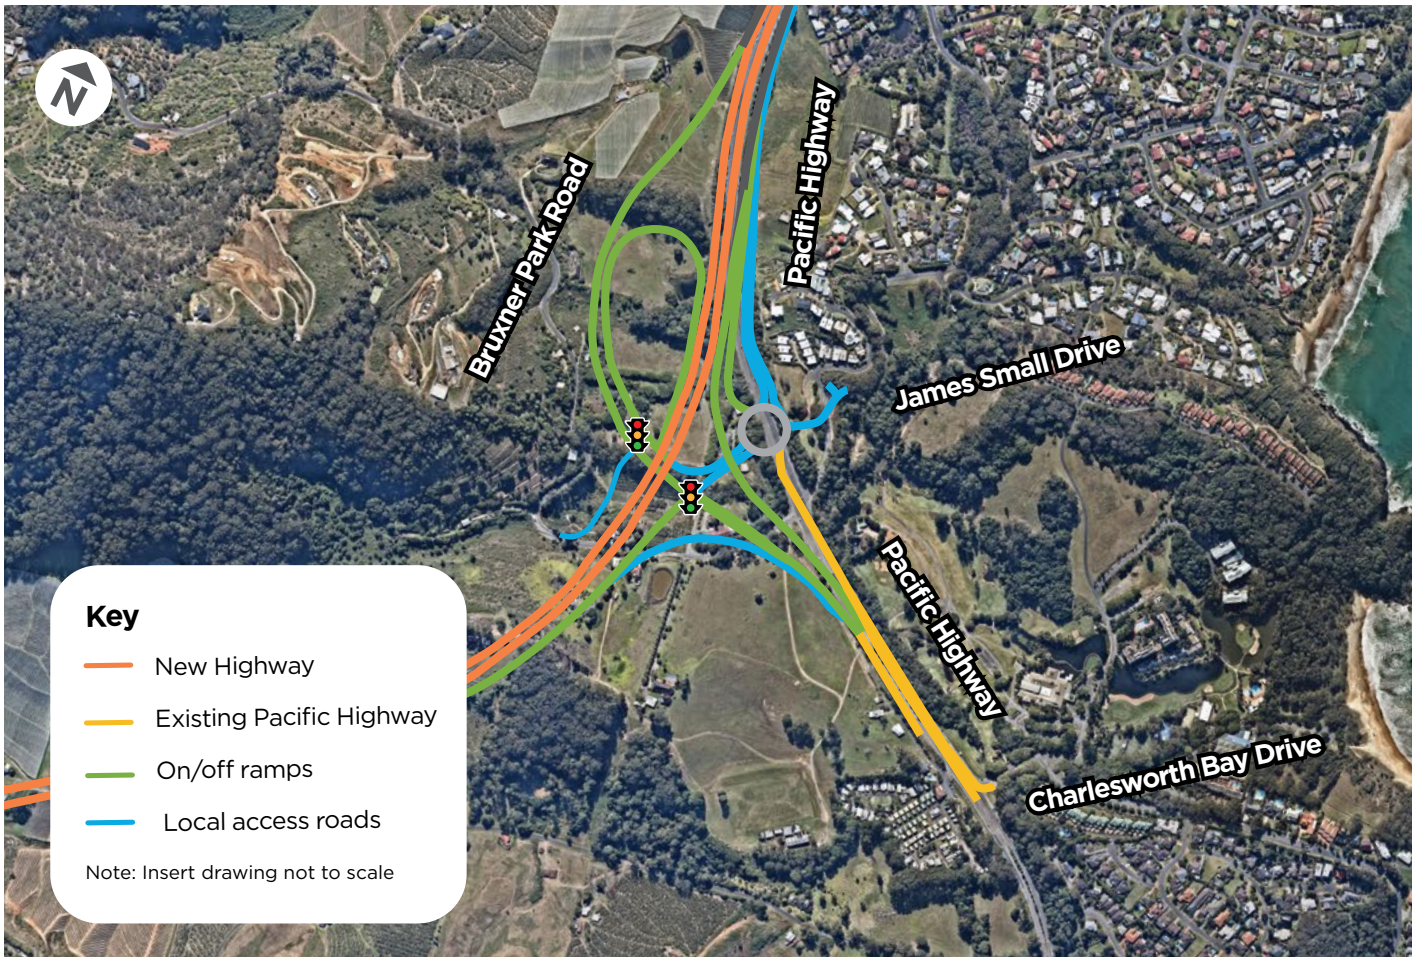 N
Pacific Highway
Bruxner Park Road
James Small Drive
Pacific Highway
Charlesworth Bay Drive
Key
New Highway
Existing Pacific Highway
On/off ramps
Local access roads
Note: Insert drawing not to scale